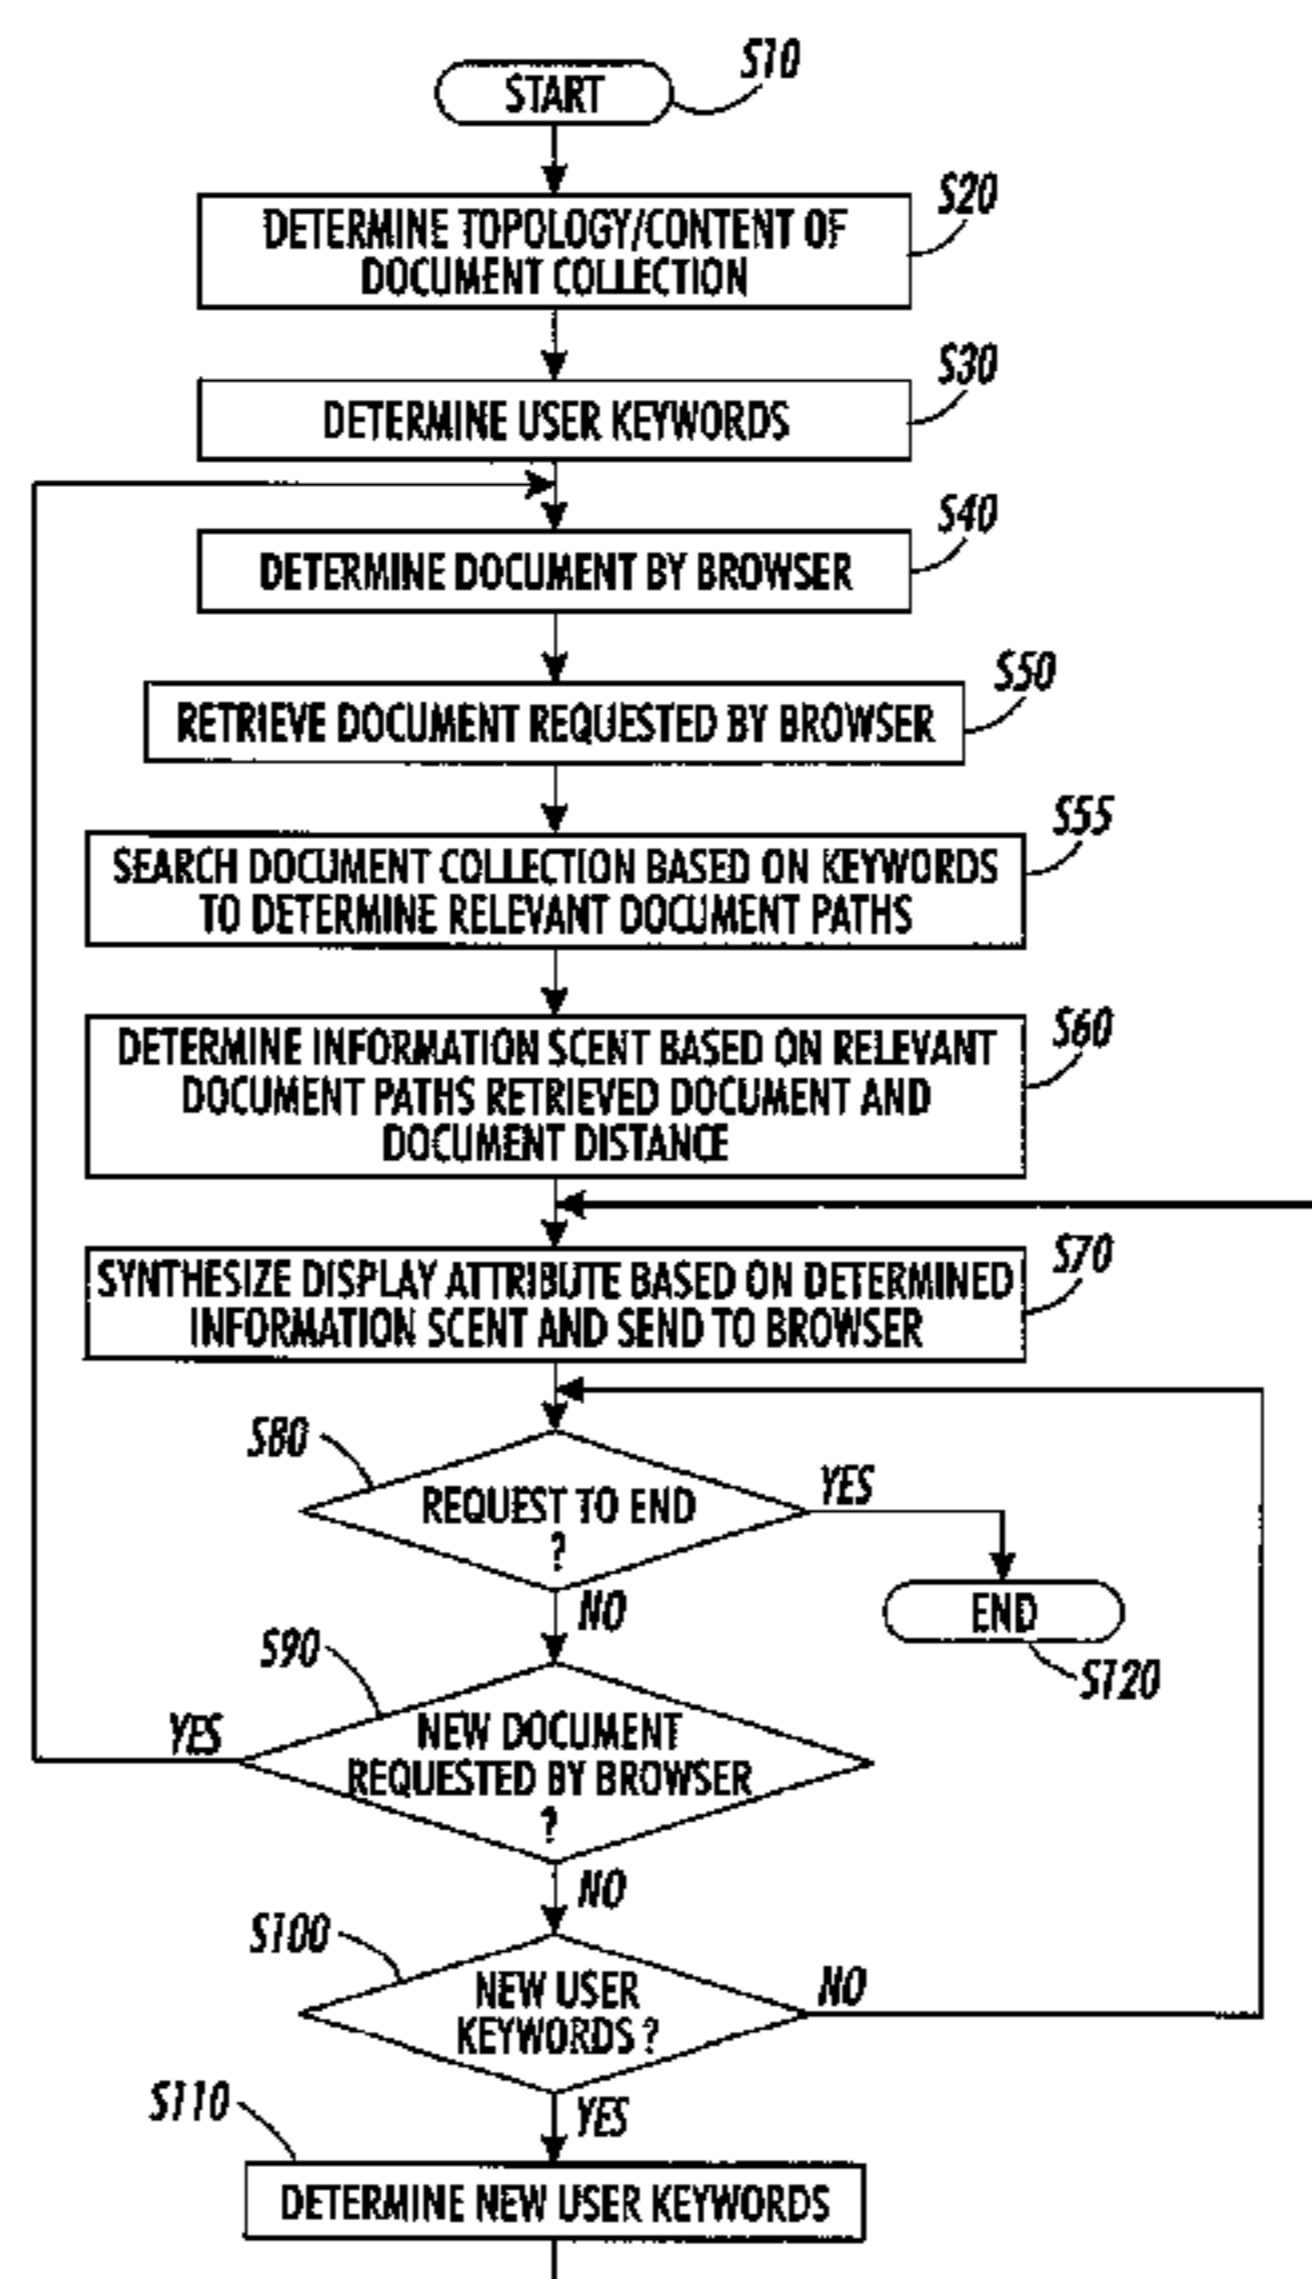 START
S10
DETERMINE TOPOLOGY/CONTENT OF
DOCUMENT COLLECTION
S20
DETERMINE USER KEYWORDS
S30
DETERMINE DOCUMENT BY BROWSER
S40
RETRIEVE DOCUMENT REQUESTED BY BROWSER
S50
SEARCH DOCUMENT COLLECTION BASED ON KEYWORDS
TO DETERMINE RELEVANT DOCUMENT PATHS
S55
DETERMINE INFORMATION SCENT BASED ON RELEVANT
DOCUMENT PATHS RETRIEVED DOCUMENT AND
DOCUMENT DISTANCE
S60
SYNTHESIZE DISPLAY ATTRIBUTE BASED ON DETERMINED
INFORMATION SCENT AND SEND TO BROWSER
S70
S80
REQUEST TO END
?
YES
NO
END
S120
S90
NEW DOCUMENT
REQUESTED BY BROWSER
?
YES
NO
S100
NEW USER
KEYWORDS ?
NO
YES
S110
DETERMINE NEW USER KEYWORDS